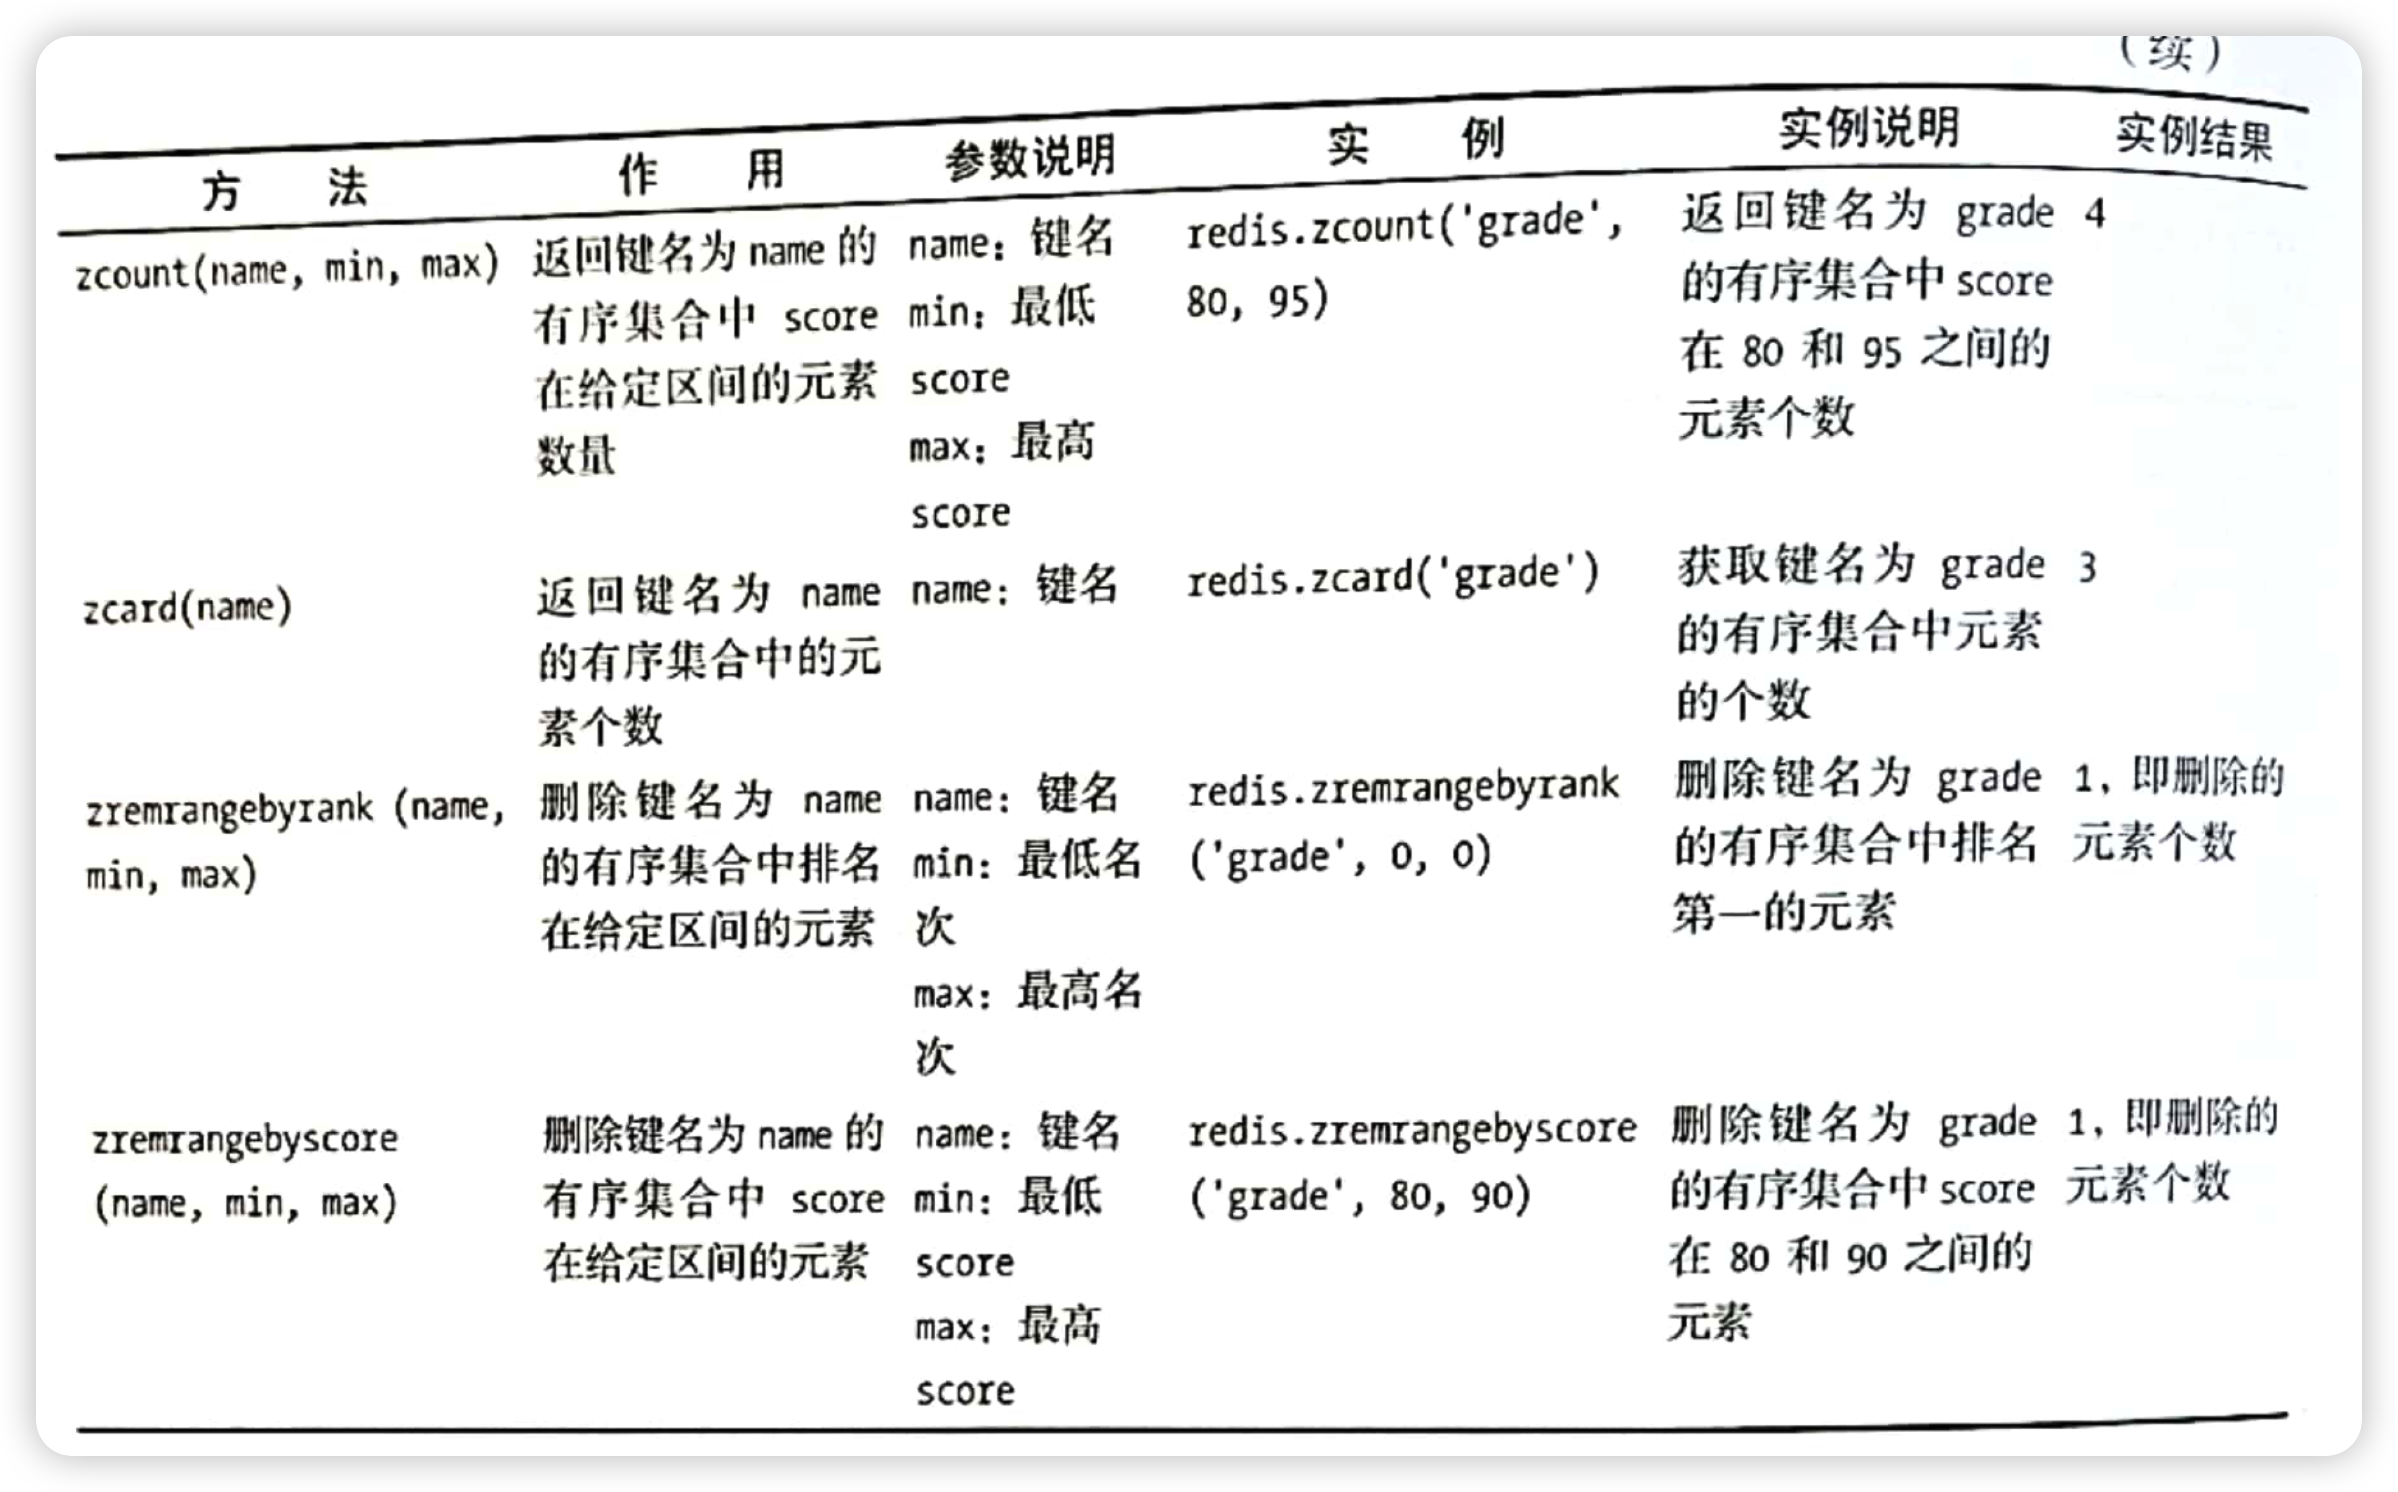 （续）
方 法 作 用 参数说明 实 例 实例说明 实例结果
zcount(name, min, max) 返回键名为 name 的 name：键名 redis.zcount('grade', 返回键名为 grade 4
有序集合中 score min：最低 80, 95) 的有序集合中 score
在给定区间的元素 score 在 80 和 95 之间的
数量 max：最高 元素个数
score
zcard(name) 返回键名为 name name：键名 redis.zcard('grade') 获取键名为 grade 3
的有序集合中的元 的有序集合中元素
素个数 的个数
zremrangebyrank (name, 删除键名为 name name：键名 redis.zremrangebyrank 删除键名为 grade 1，即删除的
min, max) 的有序集合中排名 min：最低名 ('grade', 0, 0) 的有序集合中排名 元素个数
在给定区间的元素 次 第一的元素
max：最高名
次
zremrangebyscore 删除键名为 name 的 name：键名 redis.zremrangebyscore 删除键名为 grade 1，即删除的
(name, min, max) 有序集合中 score min：最低 ('grade', 80, 90) 的有序集合中 score 元素个数
在给定区间的元素 score 在 80 和 90 之间的
max：最高 元素
score